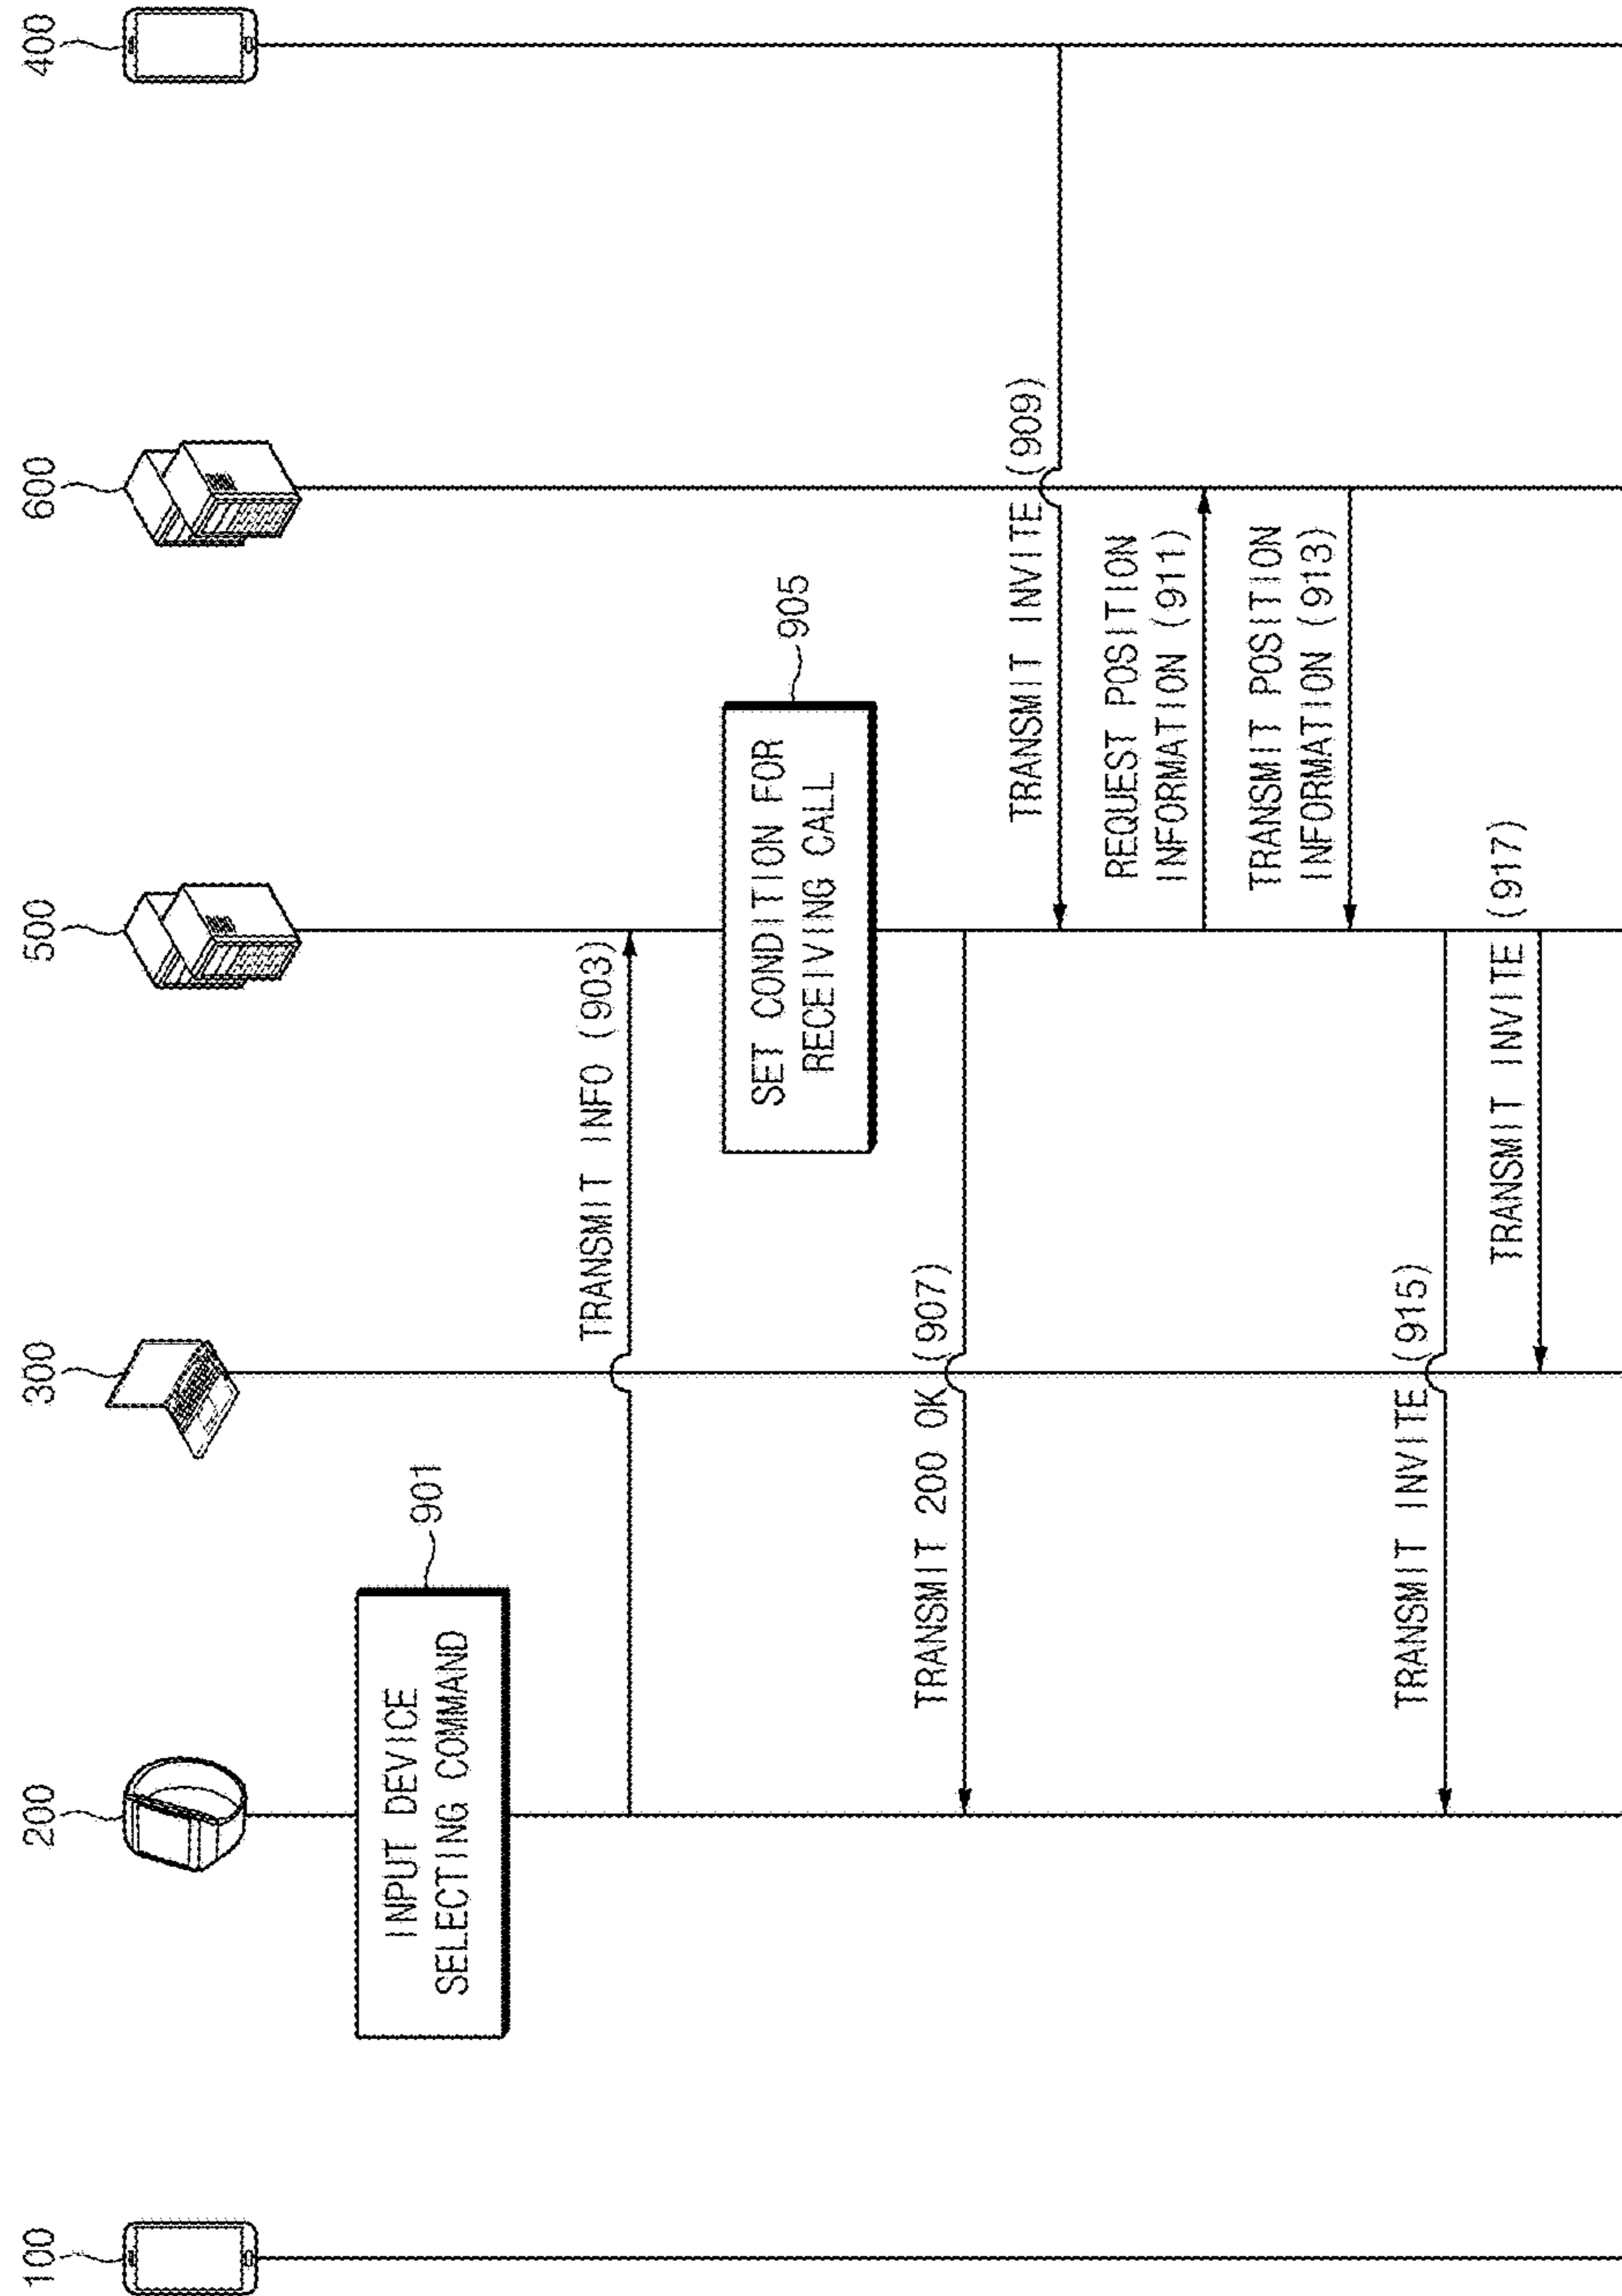 100
200
300
500
600
400
INPUT DEVICE
SELECTING COMMAND
901
TRANSMIT INFO (903)
SET CONDITION FOR
RECEIVING CALL
905
TRANSMIT 200 OK (907)
TRANSMIT INVITE (909)
REQUEST POSITION
INFORMATION (911)
TRANSMIT POSITION
INFORMATION (913)
TRANSMIT INVITE (915)
TRANSMIT INVITE (917)